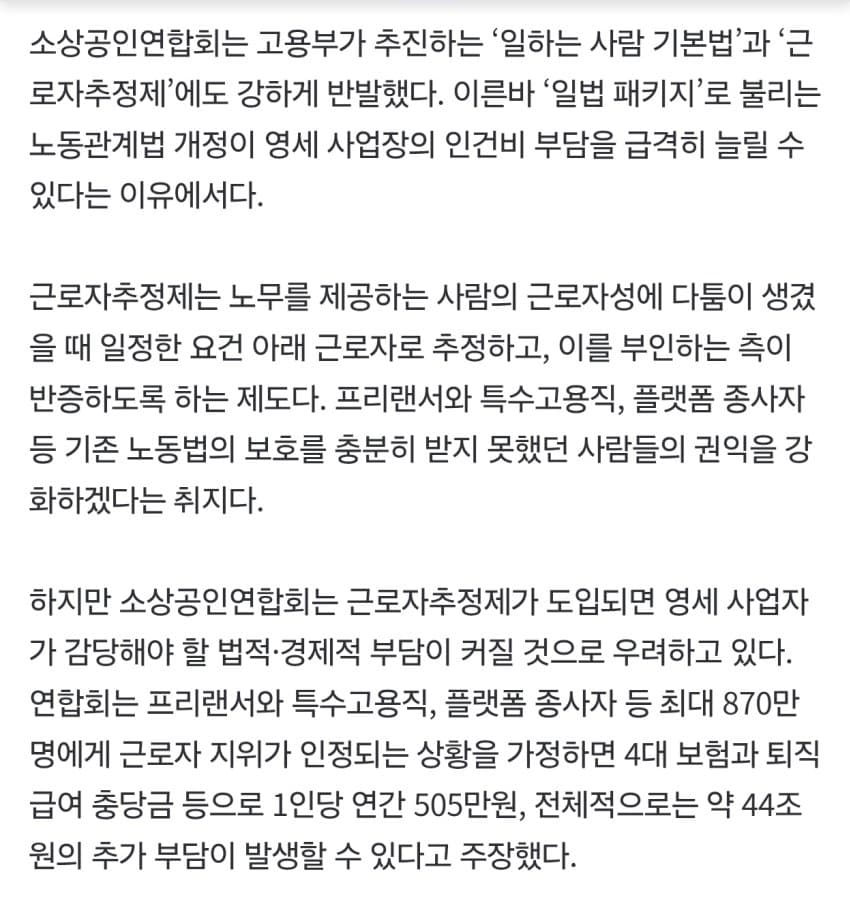 소상공인연합회는 고용부가 추진하는 ‘일하는 사람 기본법’과 ‘근
로자추정제’에도 강하게 반발했다. 이른바 ‘일법 패키지’로 불리는
노동관계법 개정이 영세 사업장의 인건비 부담을 급격히 늘릴 수
있다는 이유에서다.
근로자추정제는 노무를 제공하는 사람의 근로자성에 다툼이 생겼
을 때 일정한 요건 아래 근로자로 추정하고, 이를 부인하는 측이
반증하도록 하는 제도다. 프리랜서와 특수고용직, 플랫폼 종사자
등 기존 노동법의 보호를 충분히 받지 못했던 사람들의 권익을 강
화하겠다는 취지다.
하지만 소상공인연합회는 근로자추정제가 도입되면 영세 사업자
가 감당해야 할 법적·경제적 부담이 커질 것으로 우려하고 있다.
연합회는 프리랜서와 특수고용직, 플랫폼 종사자 등 최대 870만
명에게 근로자 지위가 인정되는 상황을 가정하면 4대 보험과 퇴직
급여 충당금 등으로 1인당 연간 505만원, 전체적으로는 약 44조
원의 추가 부담이 발생할 수 있다고 주장했다.